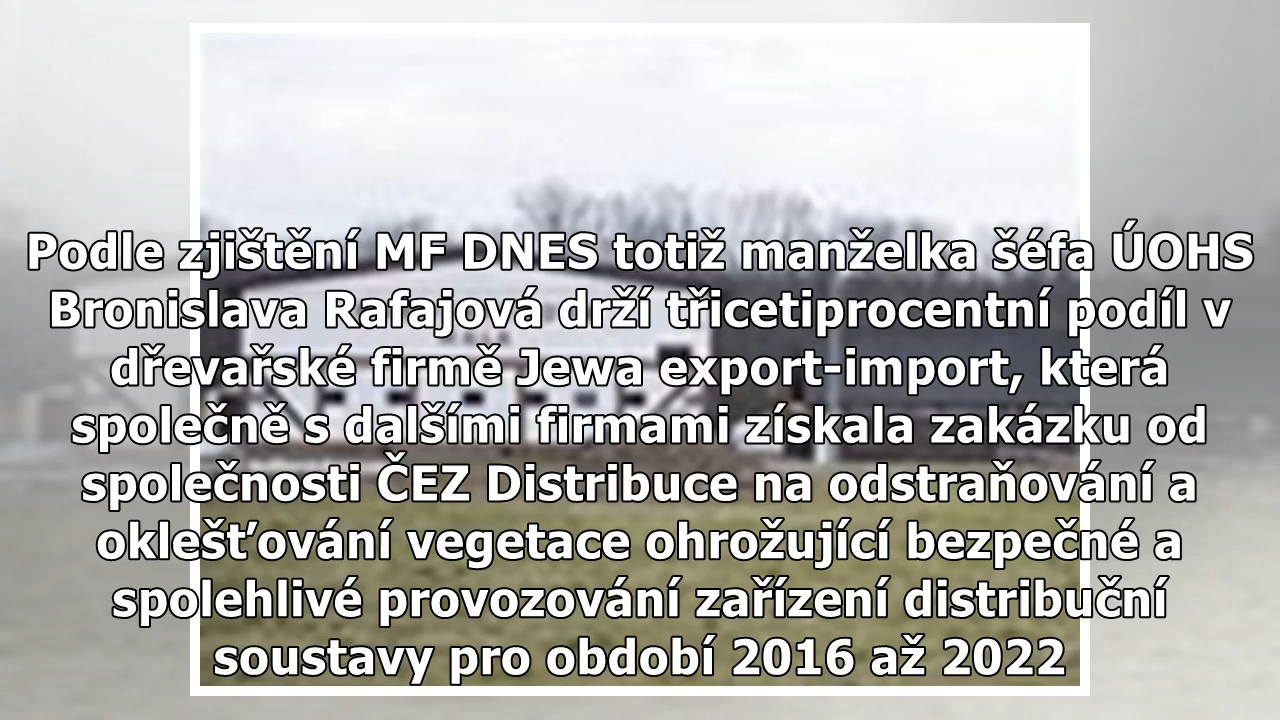 Podle zjištění MF DNES totiž manželka šéfa ÚOHS
Bronislava Rafajová drží třicetiprocentní podíl v
dřevařské firmě Jewa export-import, která
společně s dalšími firmami získala zakázku od
společnosti ČEZ Distribuce na odstraňování a
oklešťování vegetace ohrožující bezpečné a
spolehlivé provozování zařízení distribuční
soustavy pro období 2016 až 2022